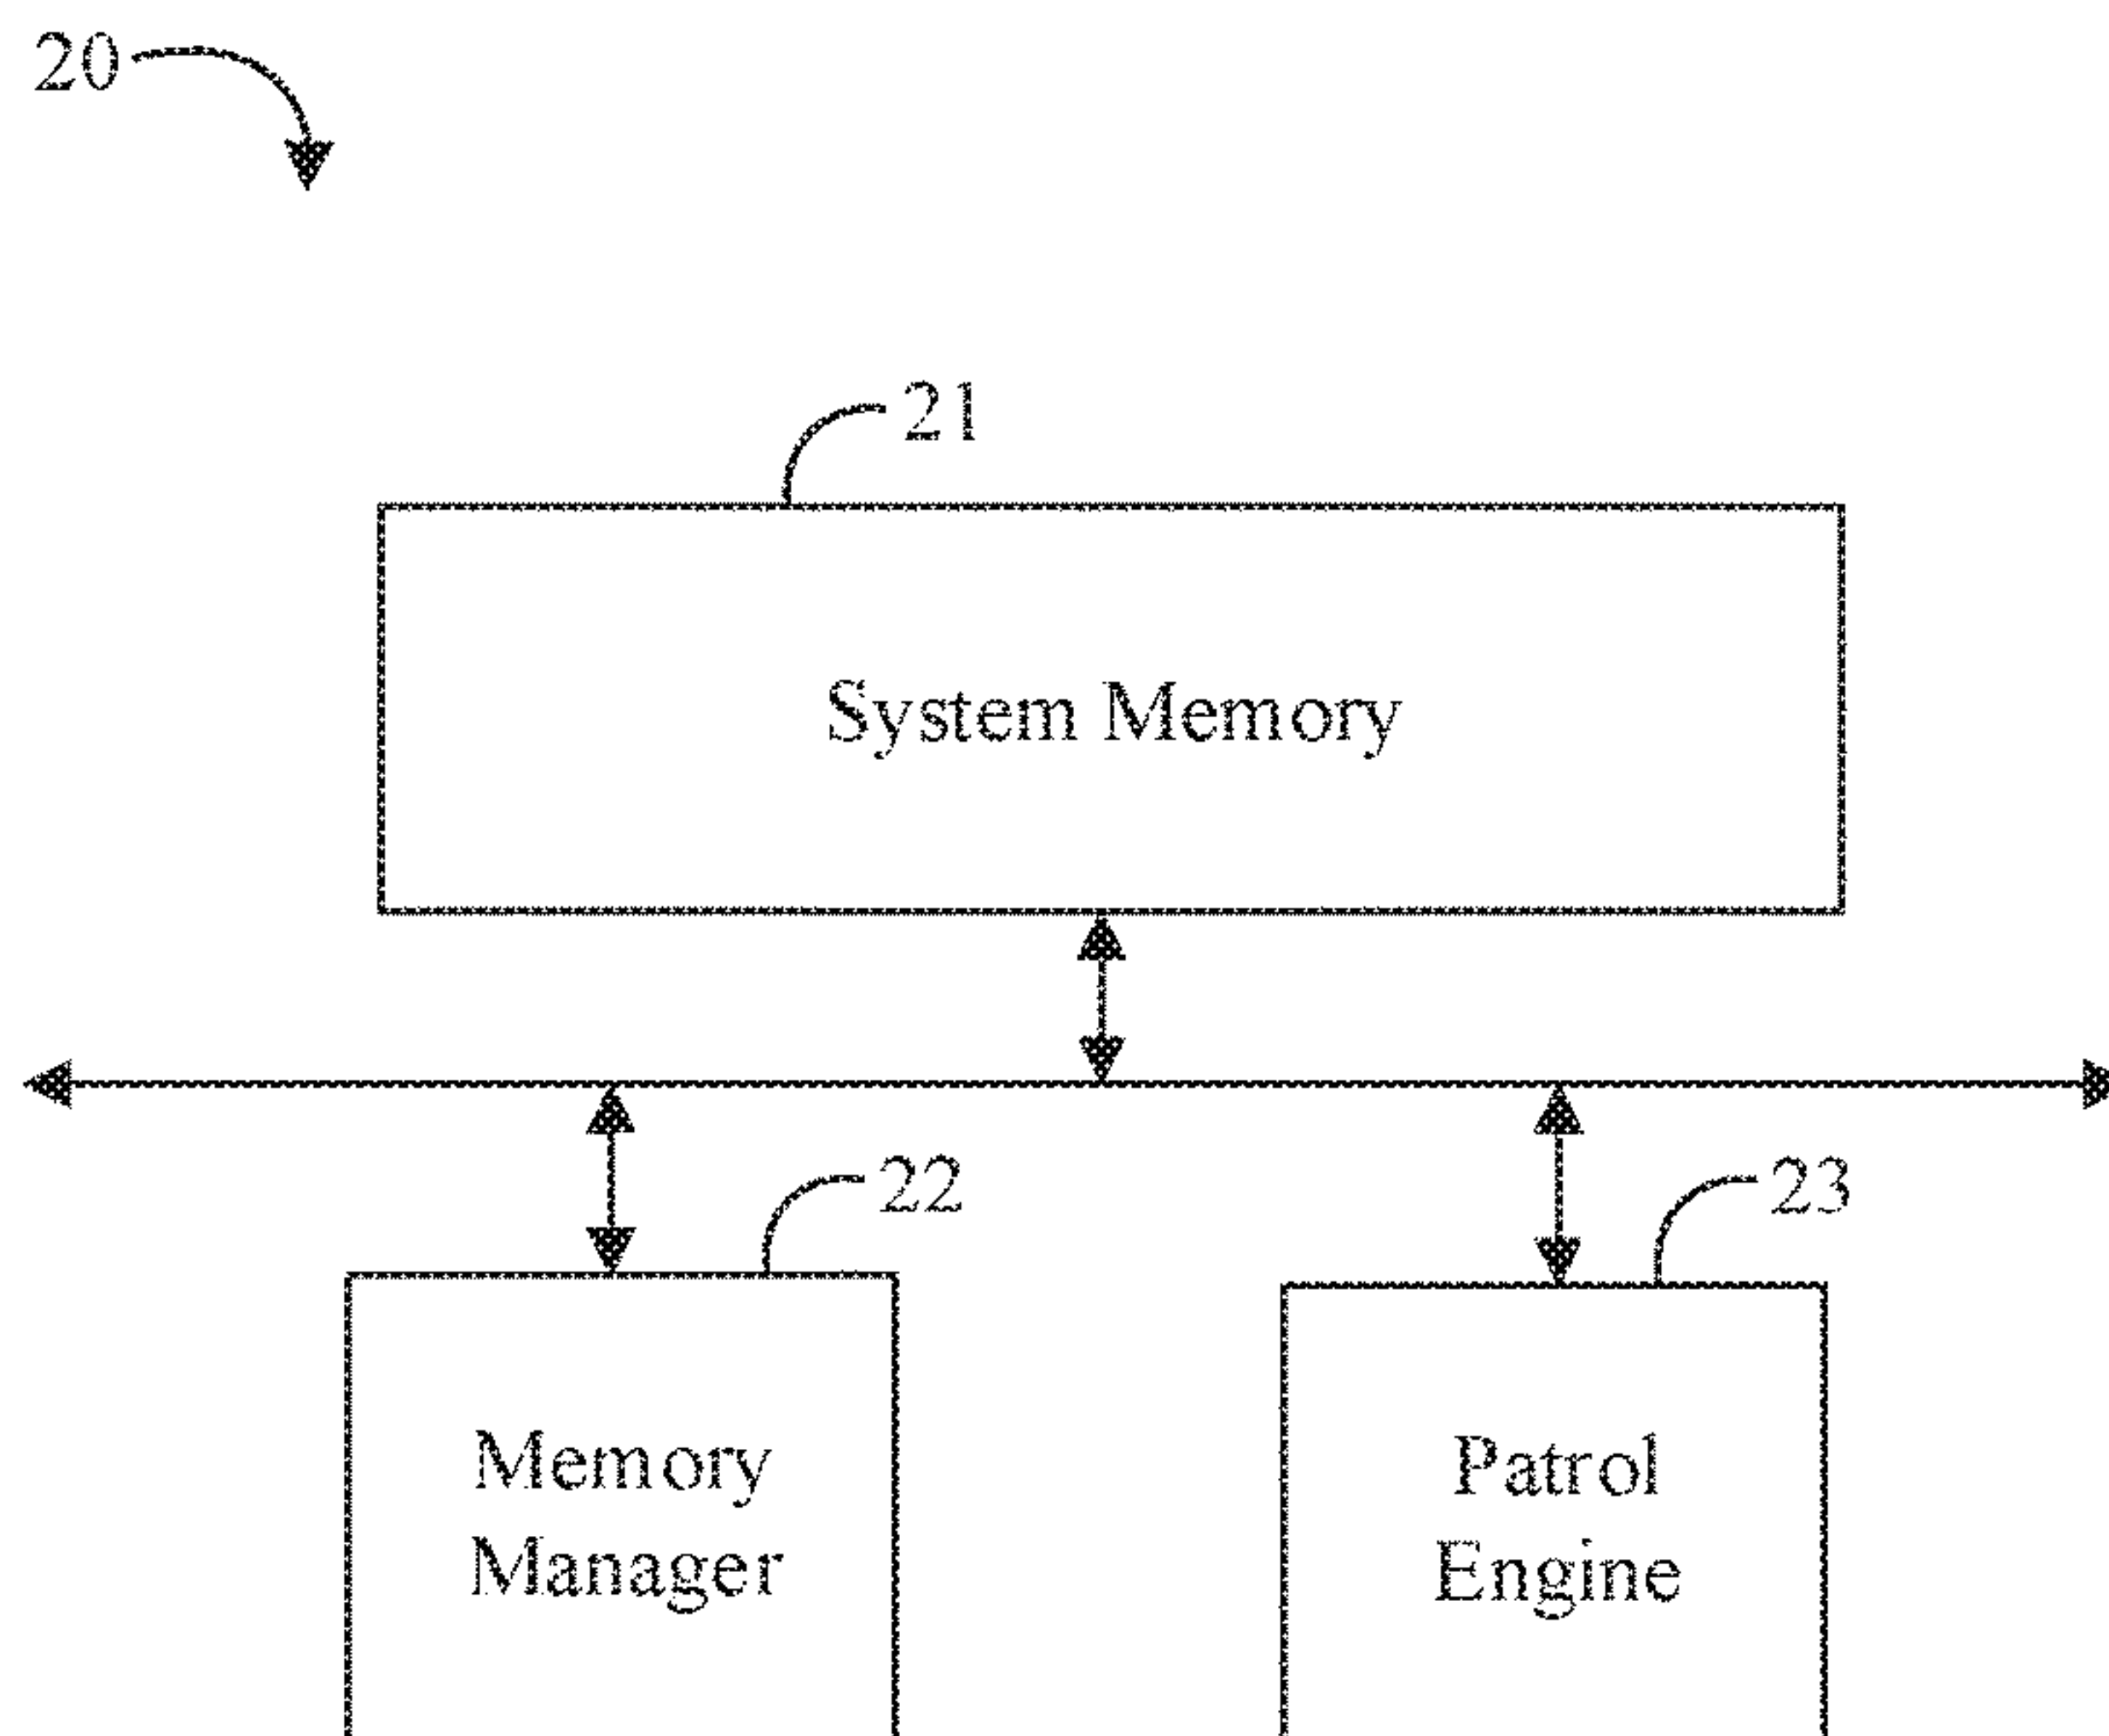 20
21
System Memory
22
23
Memory
Manager
Patrol
Engine